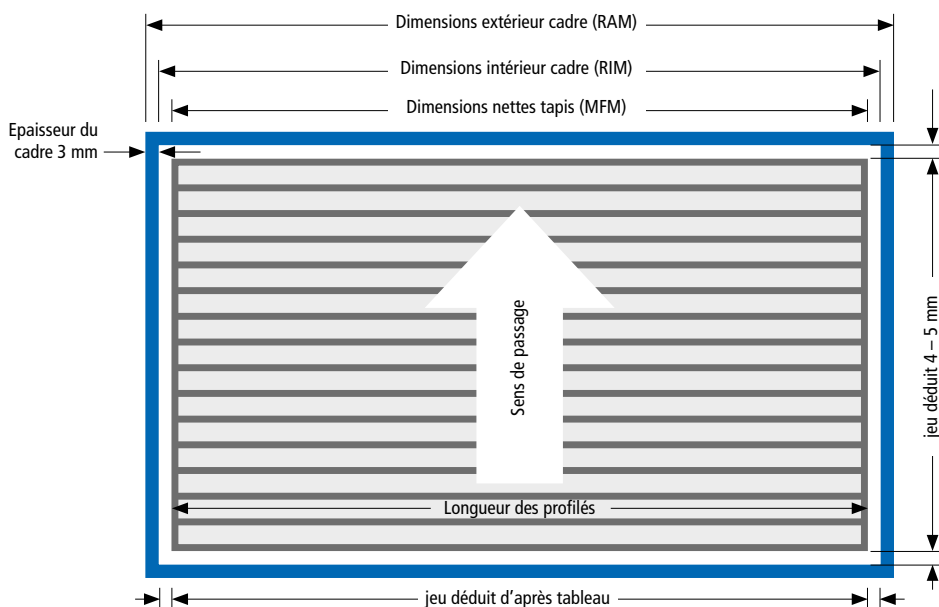 Dimensions extérieur cadre (RAM)
Dimensions intérieur cadre (RIM)
Dimensions nettes tapis (MFM)
Epaisseur du
cadre 3 mm
Sens de passage
jeu déduit 4 – 5 mm
Longueur des profilés
jeu déduit d'après tableau